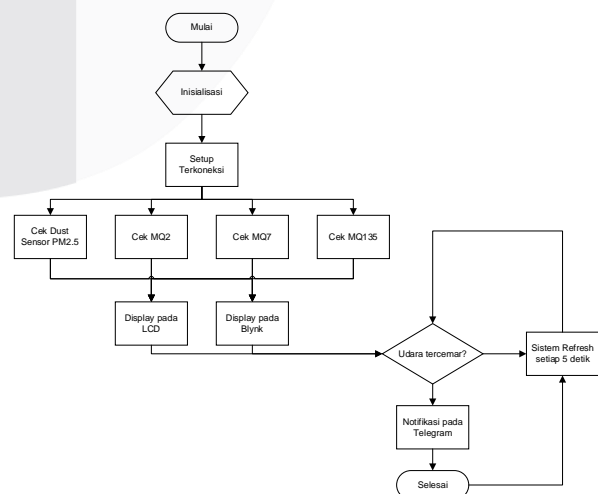 Mulai
Inisialisasi
Setup
Terkoneksi
Cek Dust
Sensor PM2.5
Cek MQ2
Cek MQ7
Cek MQ135
Display pada
LCD
Display pada
Blynk
Udara tercemar?
Sistem Refresh
setiap 5 detik
Notifikasi pada
Telegram
Selesai